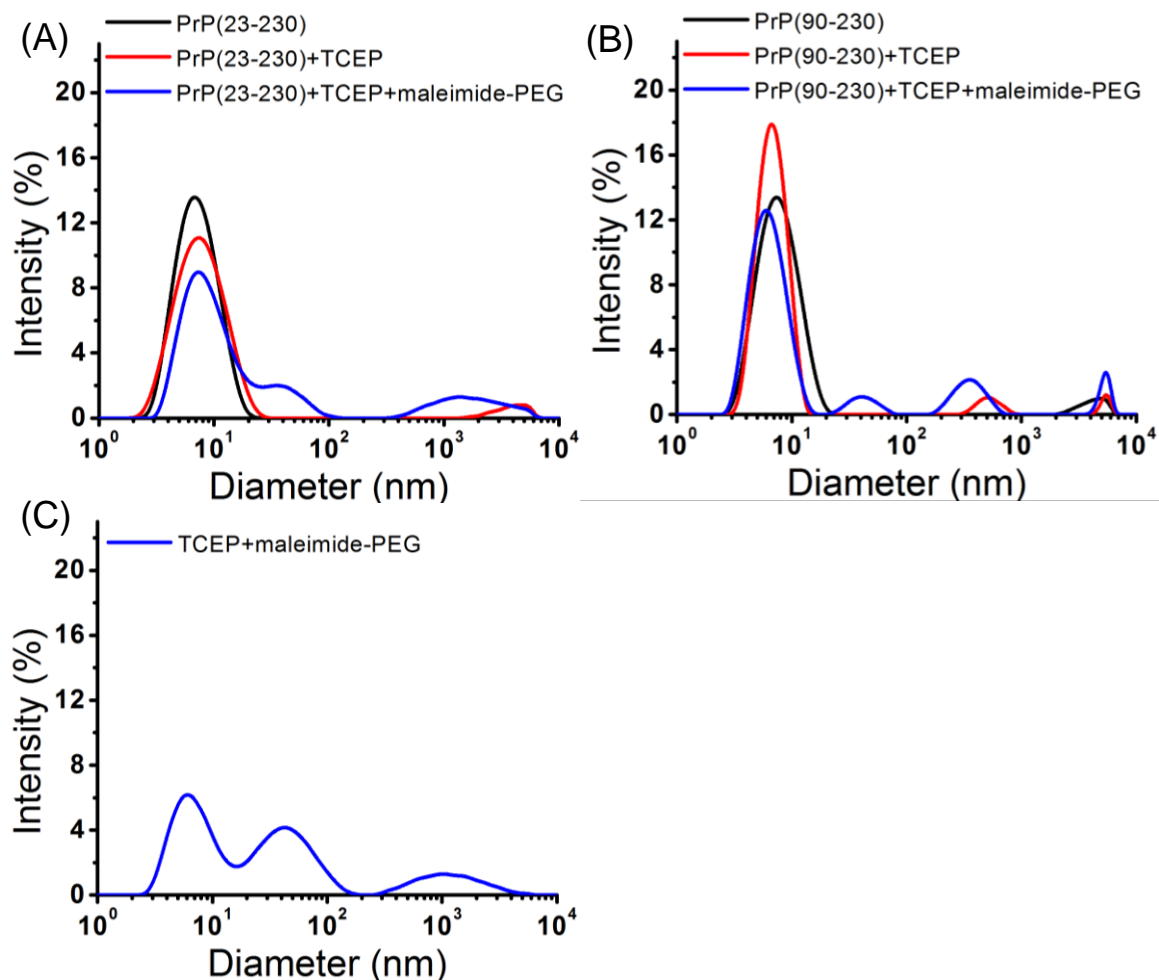 (A)
PrP(23-230)
PrP(23-230)+TCEP
PrP(23-230)+TCEP+maleimide-PEG
Intensity (%)
20
16
12
8
4
0
10^0 10^1 10^2 10^3 10^4
Diameter (nm)
(B)
PrP(90-230)
PrP(90-230)+TCEP
PrP(90-230)+TCEP+maleimide-PEG
Intensity (%)
20
16
12
8
4
0
10^0 10^1 10^2 10^3 10^4
Diameter (nm)
(C)
TCEP+maleimide-PEG
Intensity (%)
20
16
12
8
4
0
10^0 10^1 10^2 10^3 10^4
Diameter (nm)